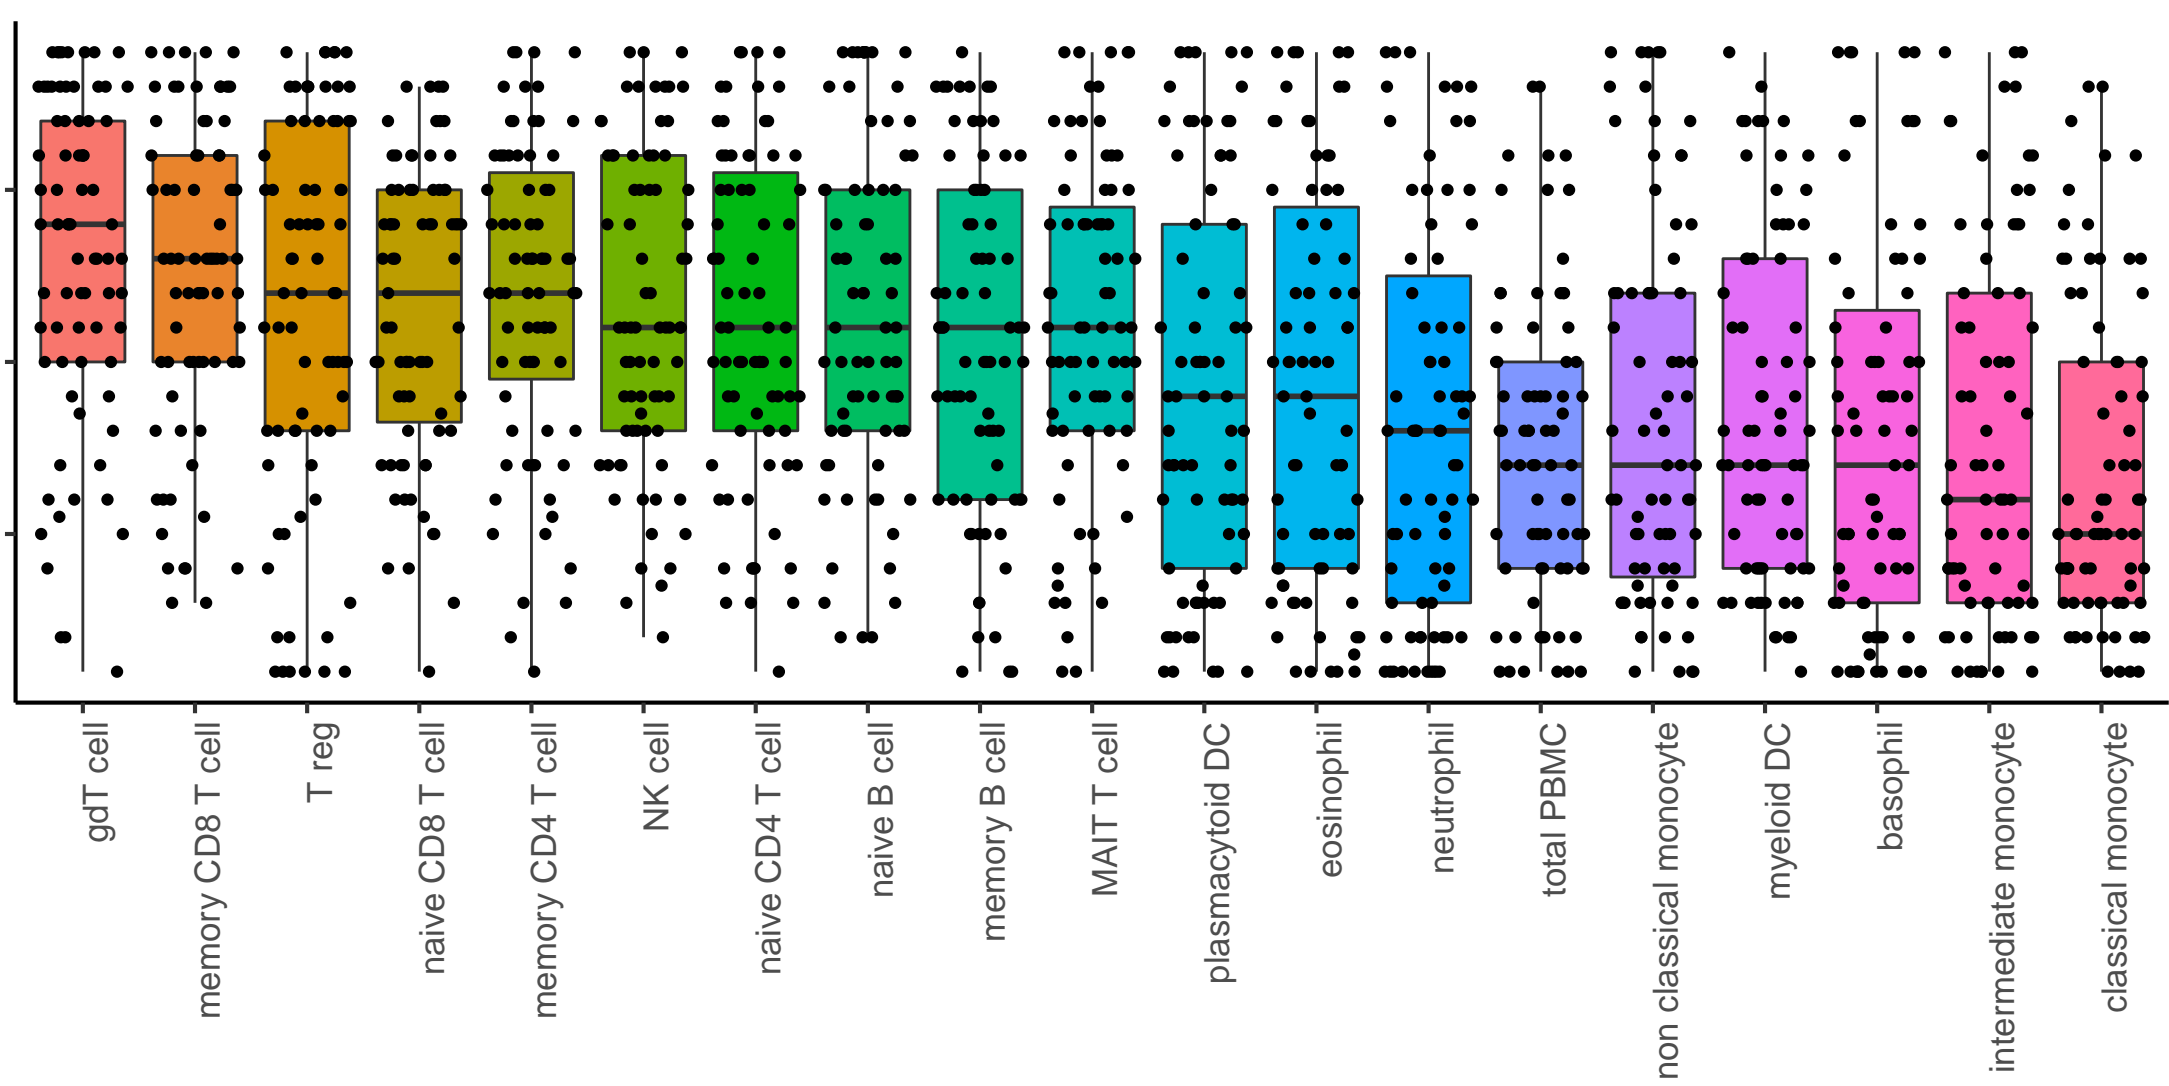 gdT cell
memory CD8 T cell
T reg
naive CD8 T cell
memory CD4 T cell
NK cell
naive CD4 T cell
naive B cell
memory B cell
MAIT T cell
plasmacytoid DC
eosinophil
neutrophil
total PBMC
non classical monocyte
myeloid DC
basophil
intermediate monocyte
classical monocyte